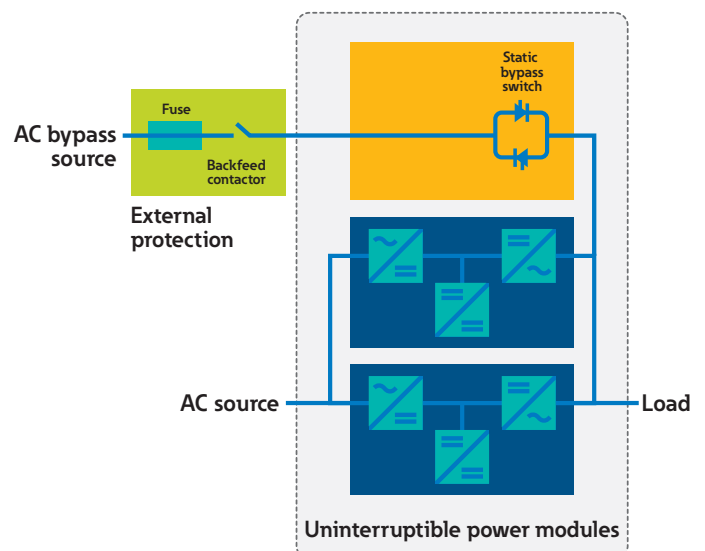 Static
bypass
switch
Fuse
AC bypass
source
Backfeed
contactor
External
protection
AC source
Load
Uninterruptible power modules